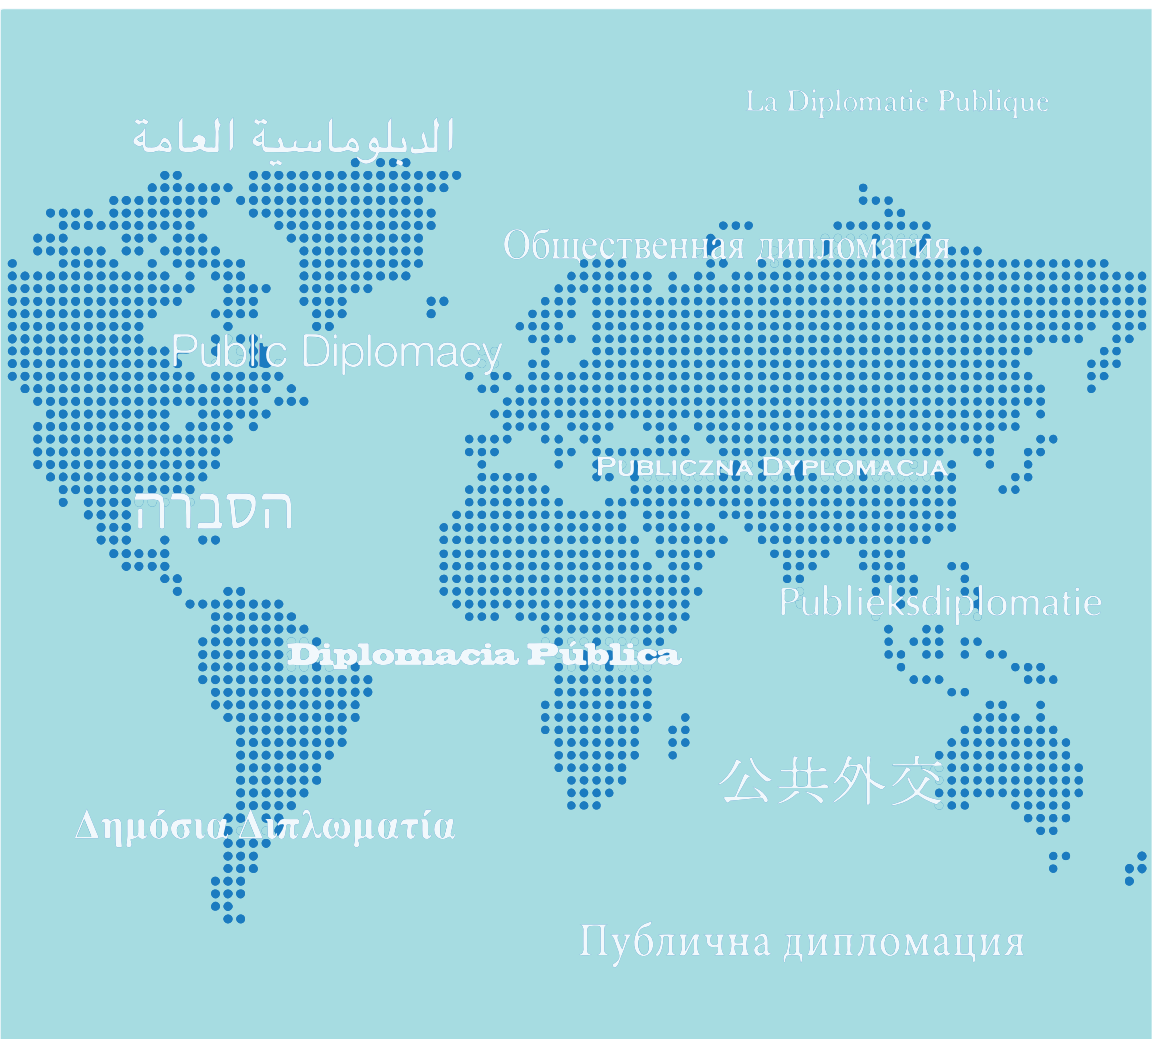 La Diplomatie Publique
الدبلوماسية العامة
Общественная дипломатия
Public Diplomacy
Publiczna Dyplomacja
הסברה
Publieksdiplomatie
Diplomacia Pública
公共外交
Δημόσια Διπλωματία
Публична дипломация